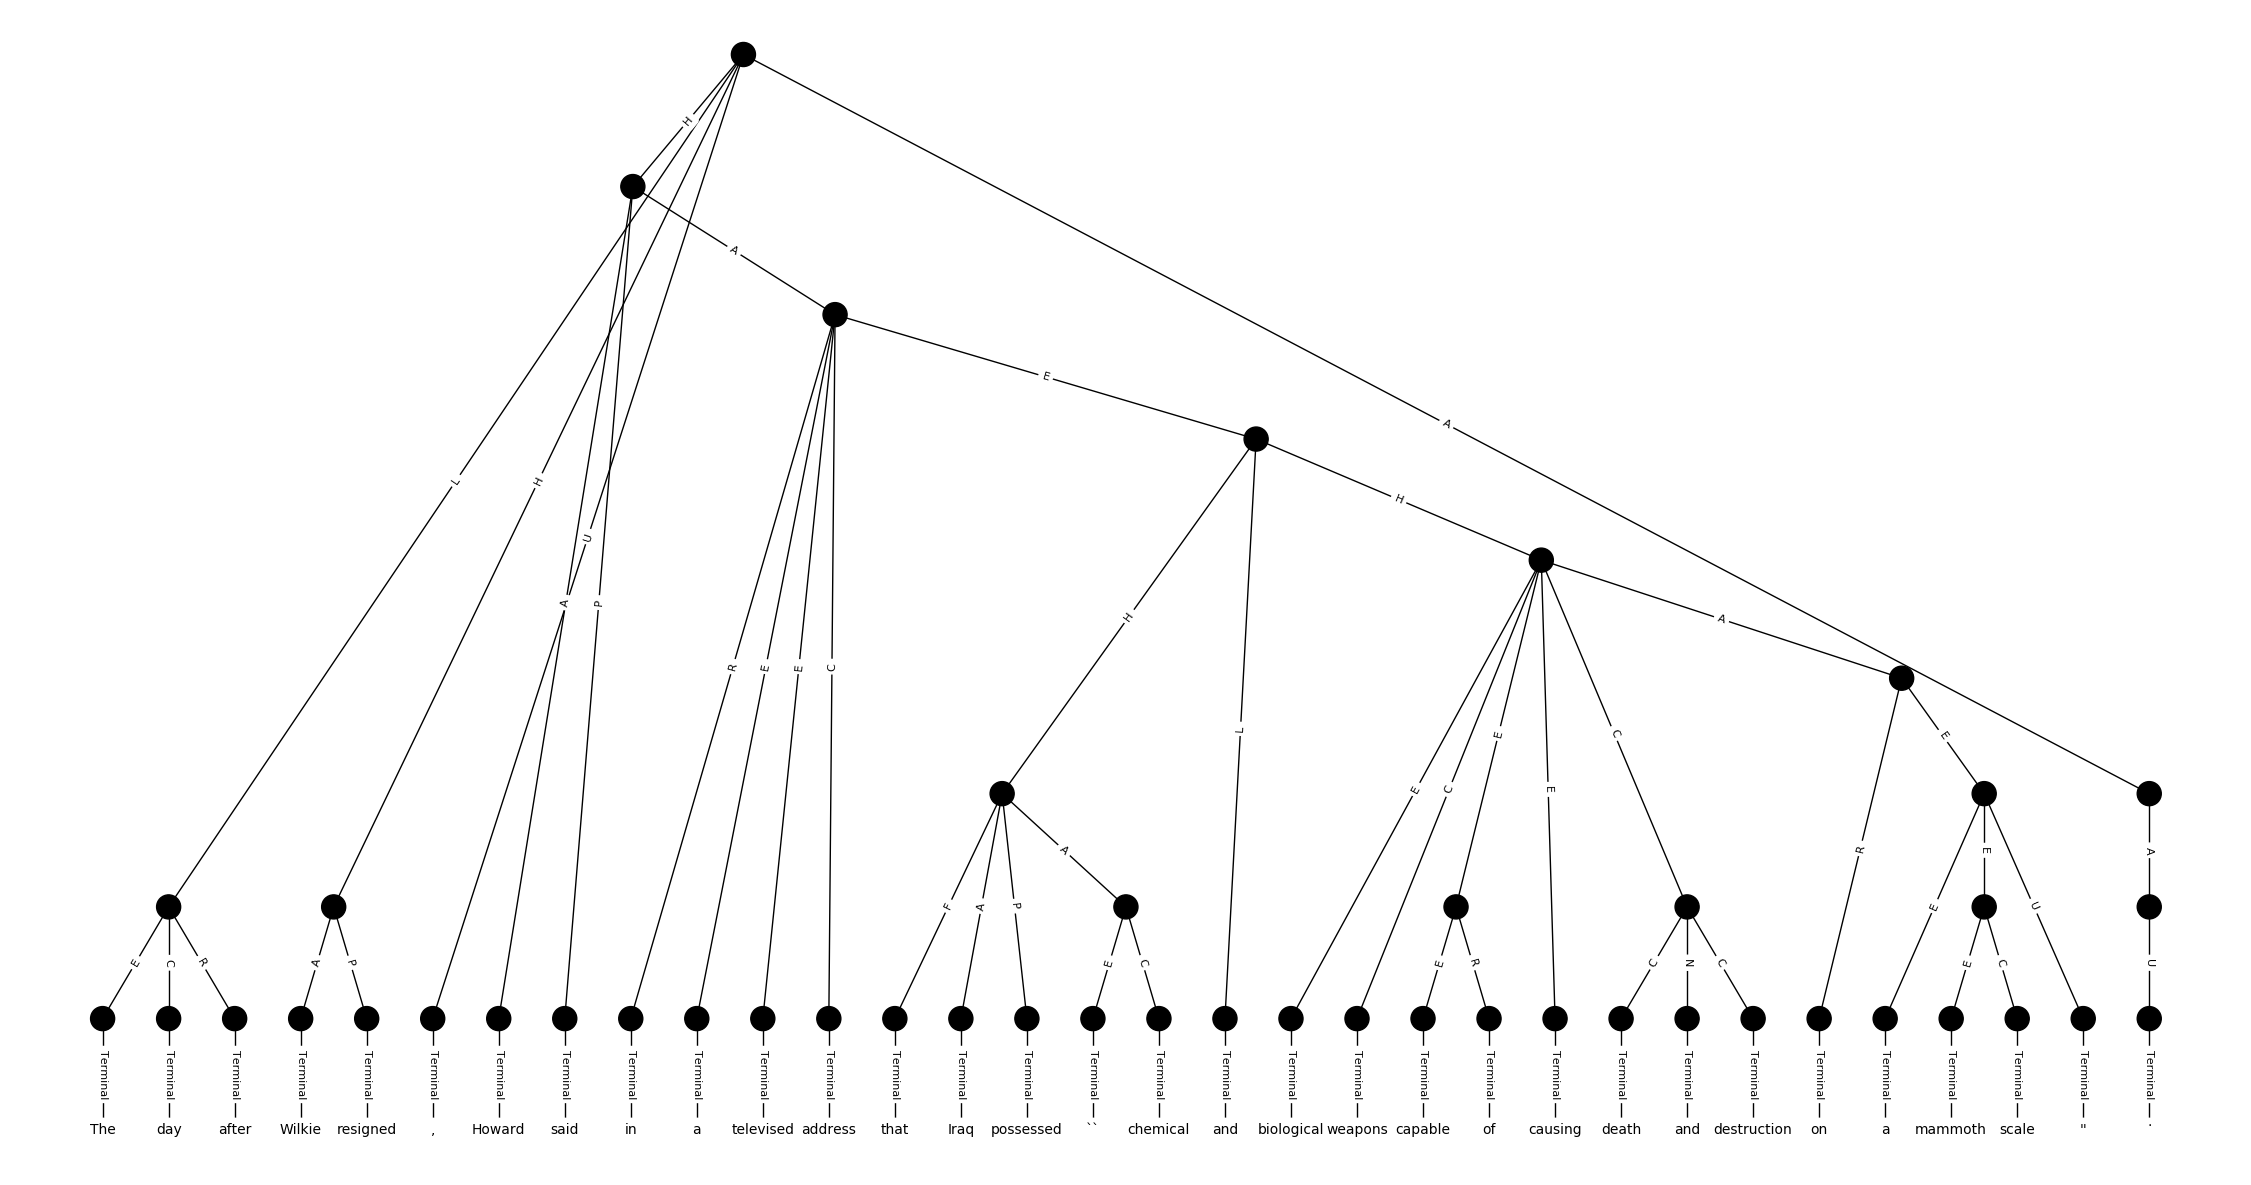 H
A
E
A
L
H
H
U
A
P
H
A
R
E
E
C
L
E
C
E
E
C
E
R
F
A
P
A
R
E
E
U
A
E
C
R
A
P
E
C
E
R
C
N
C
E
C
U
Terminal Terminal Terminal Terminal Terminal Terminal Terminal Terminal Terminal Terminal Terminal Terminal Terminal Terminal Terminal Terminal Terminal Terminal Terminal Terminal Terminal Terminal Terminal Terminal Terminal Terminal Terminal Terminal Terminal Terminal Terminal Terminal
The day after Wilkie resigned , Howard said in a televised address that Iraq possessed `` chemical and biological weapons capable of causing death and destruction on a mammoth scale " .